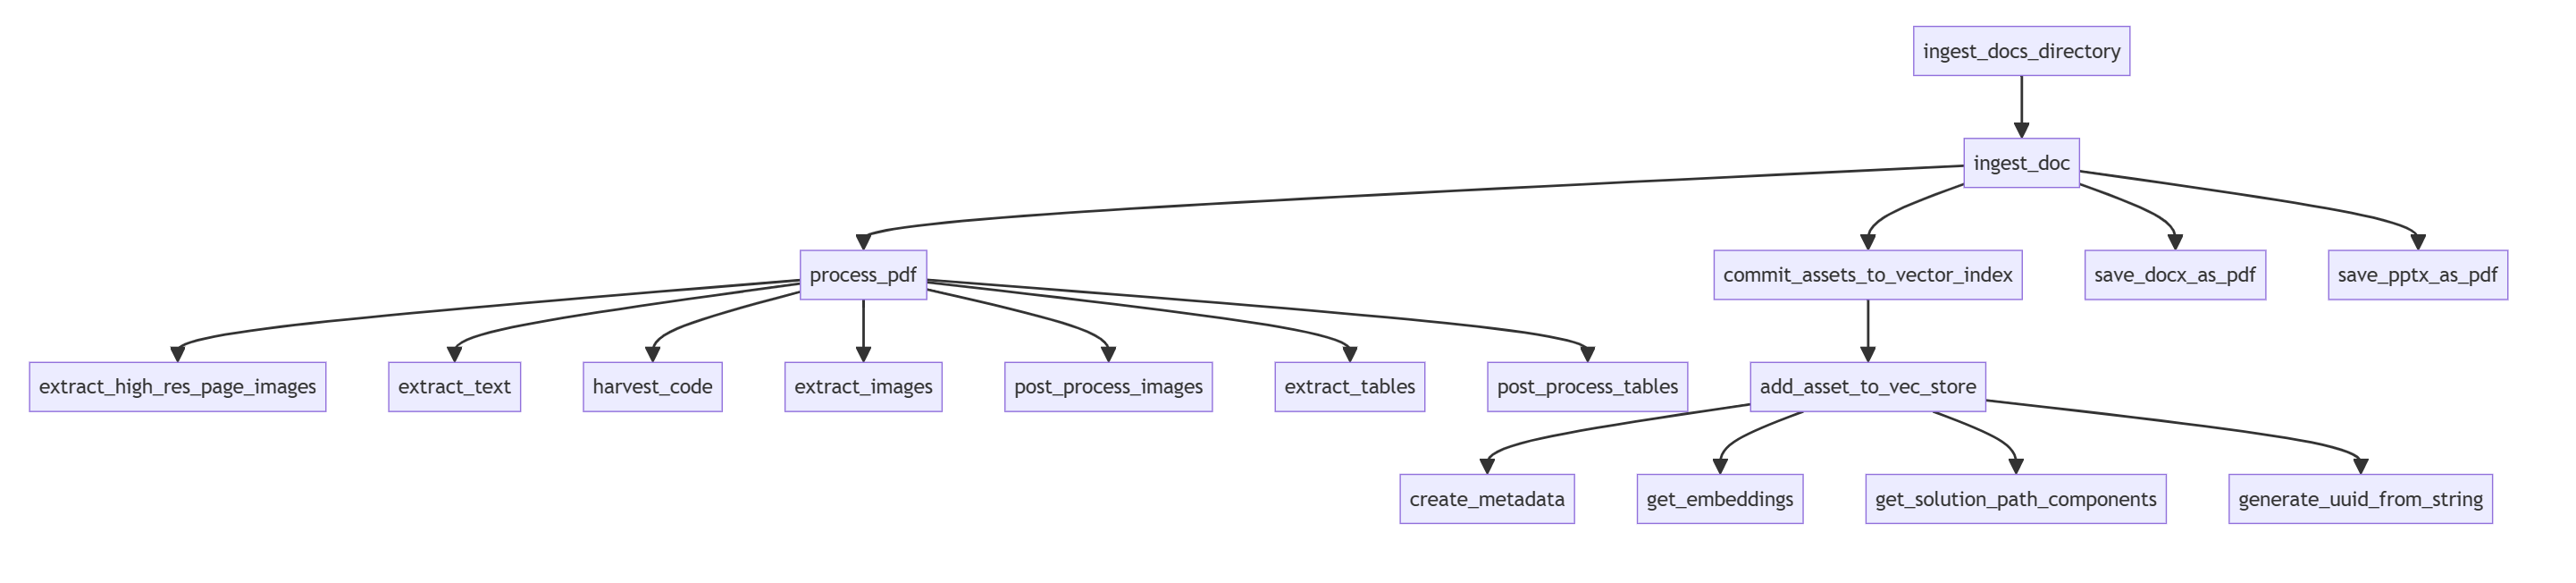 ingest_docs_directory
ingest_doc
process_pdf
commit_assets_to_vector_index
save_docx_as_pdf
save_pptx_as_pdf
extract_high_res_page_images
extract_text
harvest_code
extract_images
post_process_images
extract_tables
post_process_tables
add_asset_to_vec_store
create_metadata
get_embeddings
get_solution_path_components
generate_uuid_from_string